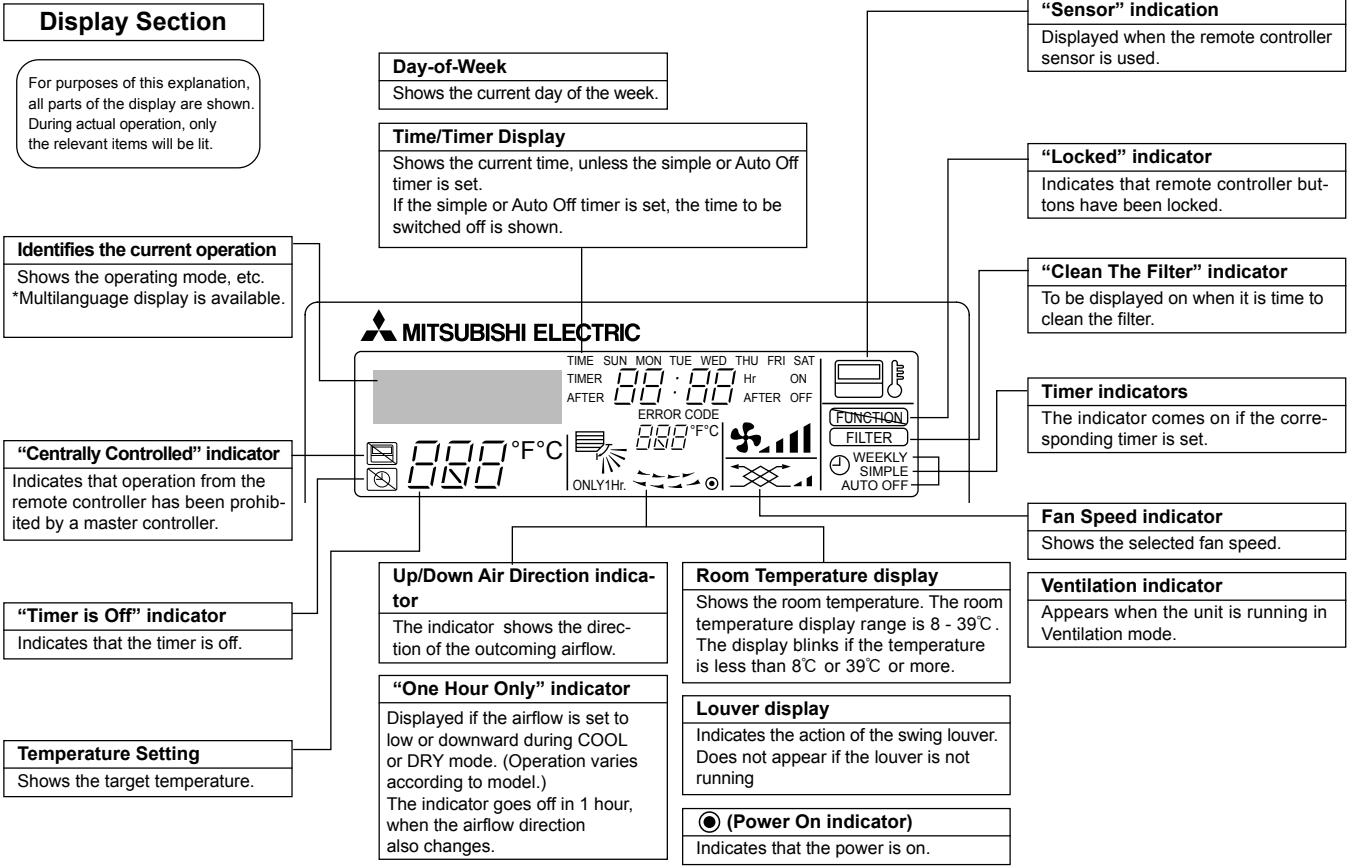 Display Section
For purposes of this explanation,
all parts of the display are shown.
During actual operation, only
the relevant items will be lit.
Identifies the current operation
Shows the operating mode, etc.
*Multilanguage display is available.
"Centrally Controlled" indicator
Indicates that operation from the
remote controller has been prohib-
ited by a master controller.
"Timer is Off" indicator
Indicates that the timer is off.
Temperature Setting
Shows the target temperature.
Day-of-Week
Shows the current day of the week.
Time/Timer Display
Shows the current time, unless the simple or Auto Off
timer is set.
If the simple or Auto Off timer is set, the time to be
switched off is shown.
MITSUBISHI ELECTRIC
TIME SUN MON TUE WED THU FRI SAT
TIMER 88:88 Hr ON
AFTER AFTER OFF
ERROR CODE
888 °F°C
888 °F°C
ONLY1Hr.
FUNCTION
FILTER
WEEKLY
SIMPLE
AUTO OFF
Up/Down Air Direction indica-
tor
The indicator shows the direc-
tion of the outcoming airflow.
"One Hour Only" indicator
Displayed if the airflow is set to
low or downward during COOL
or DRY mode. (Operation varies
according to model.)
The indicator goes off in 1 hour,
when the airflow direction
also changes.
Room Temperature display
Shows the room temperature. The room
temperature display range is 8 - 39℃.
The display blinks if the temperature
is less than 8℃ or 39℃ or more.
Louver display
Indicates the action of the swing louver.
Does not appear if the louver is not
running
(Power On indicator)
Indicates that the power is on.
"Sensor" indication
Displayed when the remote controller
sensor is used.
"Locked" indicator
Indicates that remote controller but-
tons have been locked.
"Clean The Filter" indicator
To be displayed on when it is time to
clean the filter.
Timer indicators
The indicator comes on if the corre-
sponding timer is set.
Fan Speed indicator
Shows the selected fan speed.
Ventilation indicator
Appears when the unit is running in
Ventilation mode.